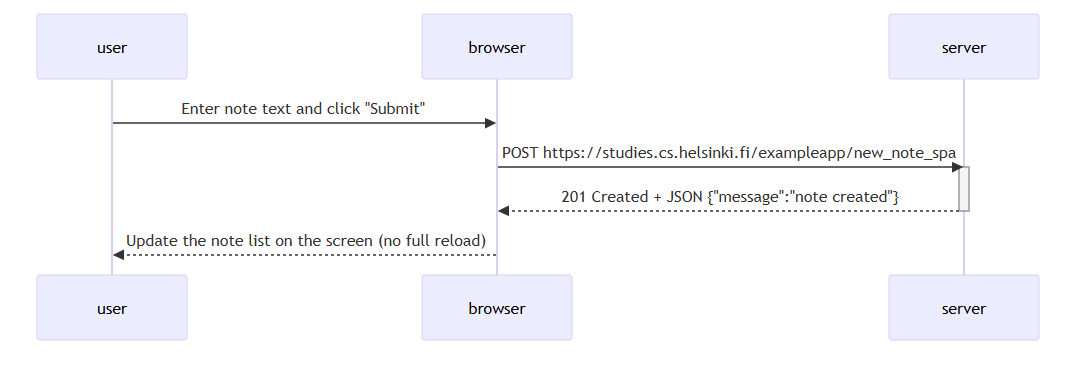 user
browser
server
Enter note text and click "Submit"
POST https://studies.cs.helsinki.fi/exampleapp/new_note_spa
201 Created + JSON {"message":"note created"}
Update the note list on the screen (no full reload)
user
browser
server